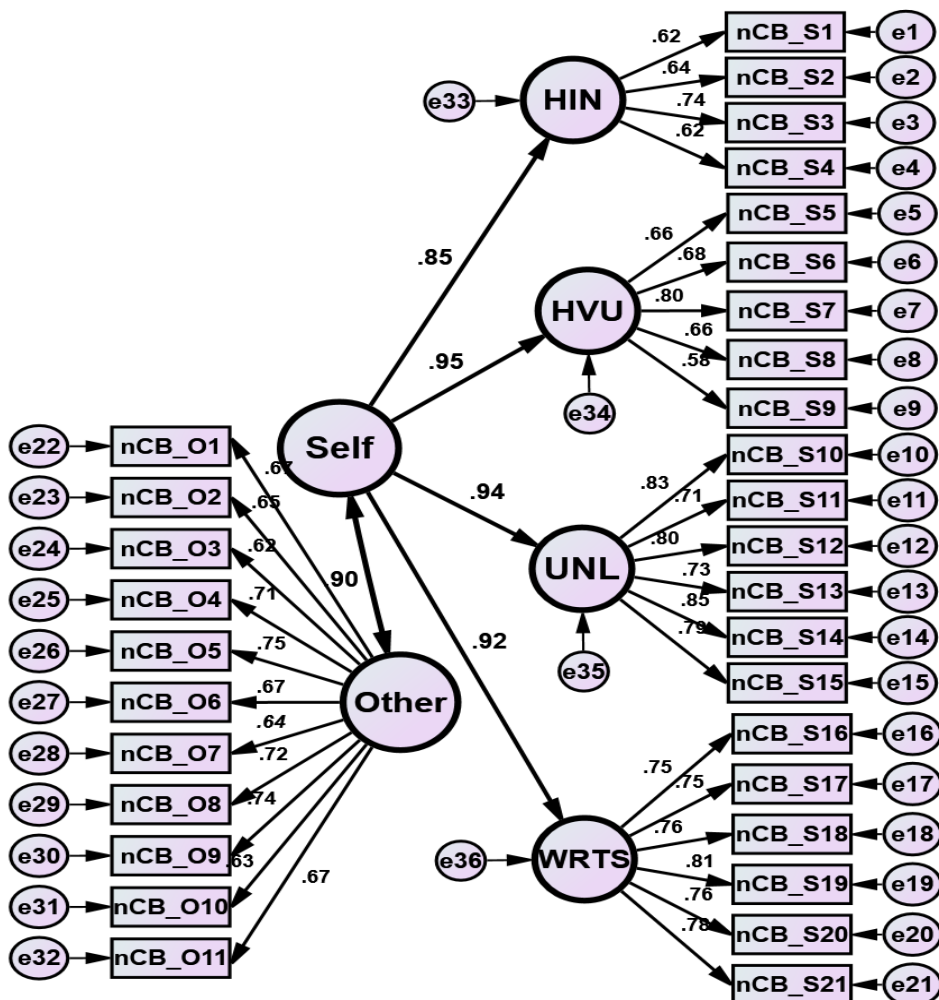 .62
nCB_S1
e1
.64
nCB_S2
e2
e33
HIN
.74
nCB_S3
e3
.62
nCB_S4
e4
.85
.66
nCB_S5
e5
.68
nCB_S6
e6
HVU
.80
nCB_S7
e7
.66
nCB_S8
e8
.58
nCB_S9
e9
.95
e34
Self
e22
nCB_O1
.67
e23
nCB_O2
.65
e24
nCB_O3
.62
e25
nCB_O4
.71
e26
nCB_O5
.75
e27
nCB_O6
.67
e28
nCB_O7
.64
e29
nCB_O8
.72
e30
nCB_O9
.74
e31
nCB_O10
.63
e32
nCB_O11
.67
.90
Other
.94
.83
nCB_S10
e10
.71
nCB_S11
e11
.80
nCB_S12
e12
UNL
.73
nCB_S13
e13
.85
nCB_S14
e14
.79
nCB_S15
e15
e35
.92
.75
nCB_S16
e16
.75
nCB_S17
e17
.76
nCB_S18
e18
e36
WRTS
.81
nCB_S19
e19
.76
nCB_S20
e20
.78
nCB_S21
e21